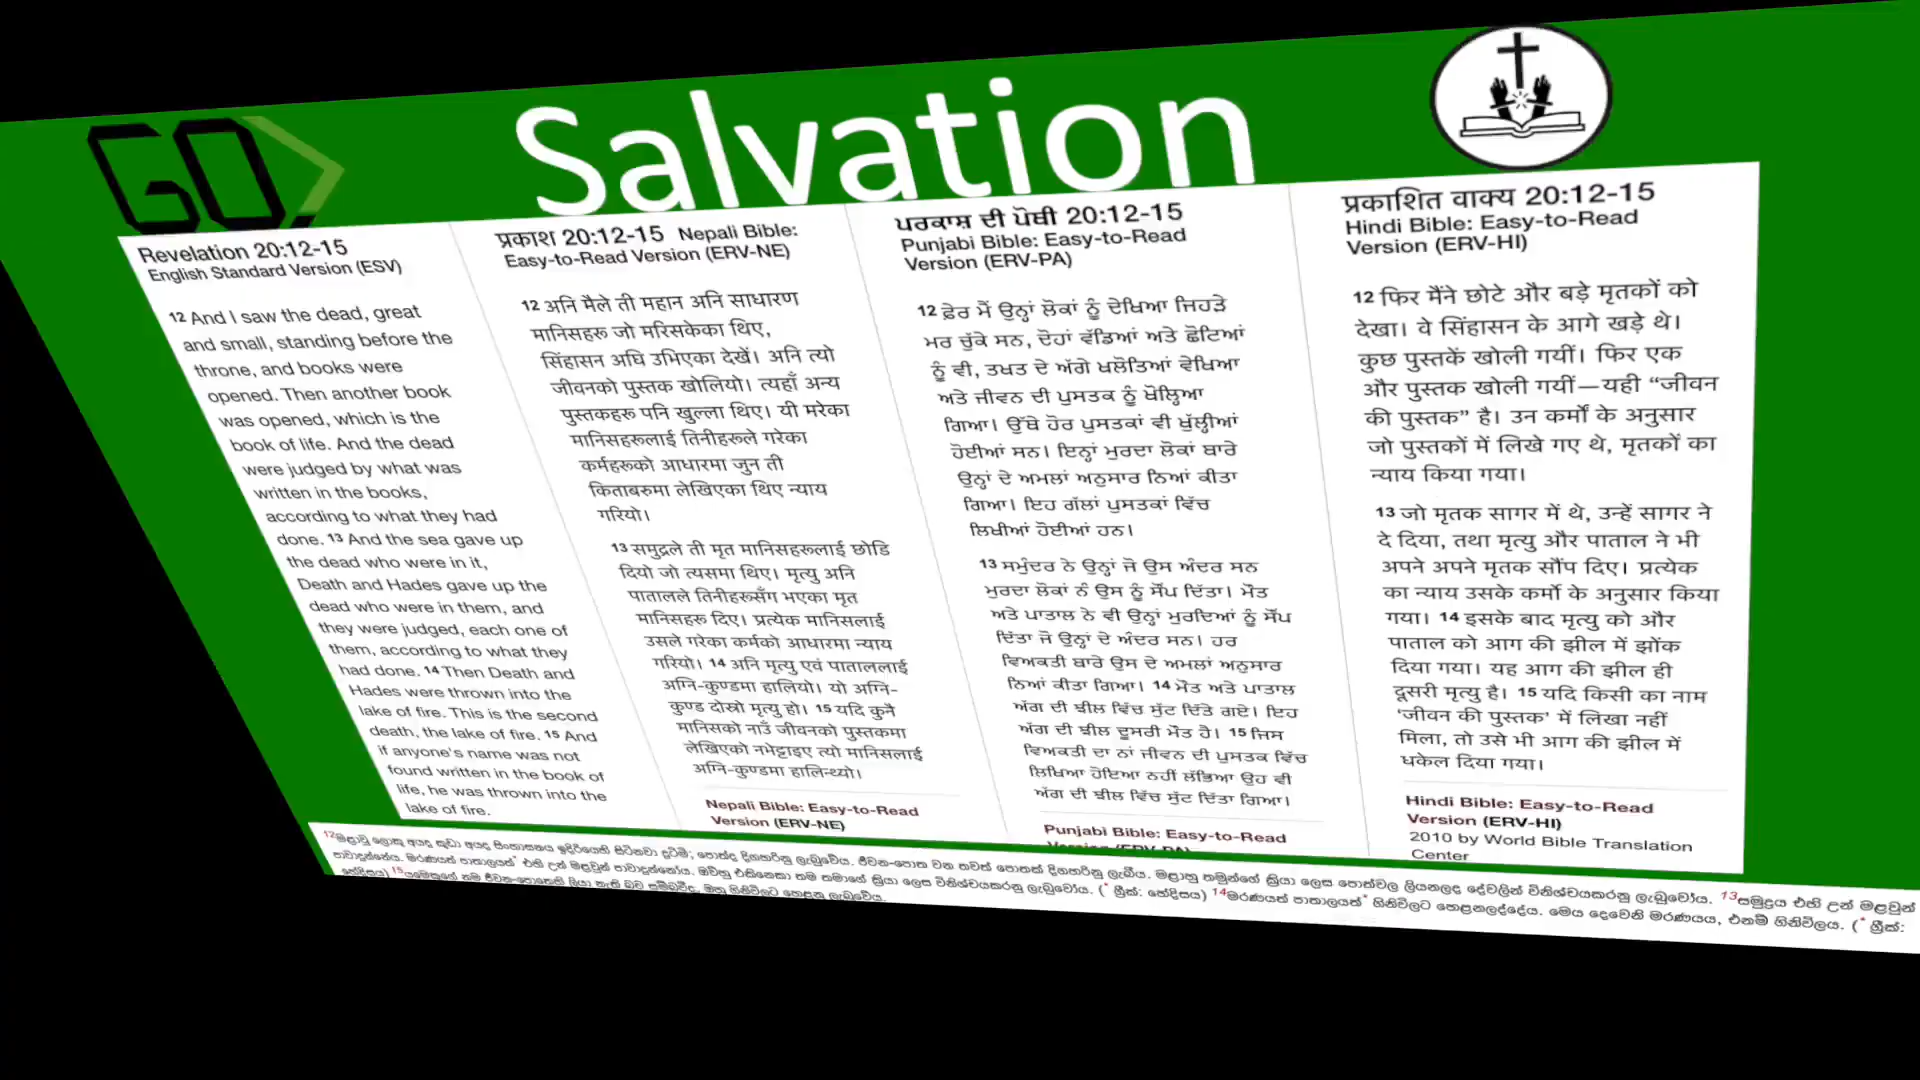 GO.
Salvation
Revelation 20:12-15
English Standard Version (ESV)
12 And I saw the dead, great
and small, standing before the
throne, and books were
opened. Then another book
was opened, which is the
book of life. And the dead
were judged by what was
written in the books,
according to what they had
done. 13 And the sea gave up
the dead who were in it,
Death and Hades gave up the
dead who were in them, and
they were judged, each one of
them, according to what they
had done. 14 Then Death and
Hades were thrown into the
lake of fire. This is the second
death, the lake of fire. 15 And
if anyone's name was not
found written in the book of
life, he was thrown into the
lake of fire.
प्रकाश 20:12-15 Nepali Bible:
Easy-to-Read Version (ERV-NE)
12 अनि मैले ती महान अनि साधारण
मानिसहरू जो मरिसकेका थिए,
सिंहासन अघि उभिएका देखें। अनि त्यो
जीवनको पुस्तक खोलियो। त्यहाँ अन्य
पुस्तकहरू पनि खुल्ला थिए। यी मरेका
मानिसहरूलाई तिनीहरूले गरेका
कर्महरूको आधारमा जुन ती
किताबरुमा लेखिएका थिए न्याय
गरियो।
13 समुद्रले ती मृत मानिसहरूलाई छोडि
दियो जो त्यसमा थिए। मृत्यु अनि
पातालले तिनीहरूसँग भएका मृत
मानिसहरू दिए। प्रत्येक मानिसलाई
उसले गरेका कर्मको आधारमा न्याय
गरियो। 14 अनि मृत्यु एवं पाताललाई
अग्नि-कुण्डमा हालियो। यो अग्नि-
कुण्ड दोस्रो मृत्यु हो। 15 यदि कुनै
मानिसको नाउँ जीवनको पुस्तकमा
लेखिएको नभेट्टाइए त्यो मानिसलाई
अग्नि-कुण्डमा हालिन्थ्यो।
Nepali Bible: Easy-to-Read
Version (ERV-NE)
ਪਰਕਾਸ਼ ਦੀ ਪੋਥੀ 20:12-15
Punjabi Bible: Easy-to-Read
Version (ERV-PA)
12 ਫ਼ੇਰ ਮੈਂ ਉਨ੍ਹਾਂ ਲੋਕਾਂ ਨੂੰ ਦੇਖਿਆ ਜਿਹੜੇ
ਮਰ ਚੁੱਕੇ ਸਨ, ਦੋਹਾਂ ਵੱਡਿਆਂ ਅਤੇ ਛੋਟਿਆਂ
ਨੂੰ ਵੀ, ਤਖਤ ਦੇ ਅੱਗੇ ਖਲੋਤਿਆਂ ਵੇਖਿਆ
ਅਤੇ ਜੀਵਨ ਦੀ ਪੁਸਤਕ ਨੂੰ ਖੋਲ੍ਹਿਆ
ਗਿਆ। ਉੱਥੇ ਹੋਰ ਪੁਸਤਕਾਂ ਵੀ ਖੁੱਲ੍ਹੀਆਂ
ਹੋਈਆਂ ਸਨ। ਇਨ੍ਹਾਂ ਮੁਰਦਾ ਲੋਕਾਂ ਬਾਰੇ
ਉਨ੍ਹਾਂ ਦੇ ਅਮਲਾਂ ਅਨੁਸਾਰ ਨਿਆਂ ਕੀਤਾ
ਗਿਆ। ਇਹ ਗੱਲਾਂ ਪੁਸਤਕਾਂ ਵਿੱਚ
ਲਿਖੀਆਂ ਹੋਈਆਂ ਹਨ।
13 ਸਮੁੰਦਰ ਨੇ ਉਨ੍ਹਾਂ ਜੋ ਉਸ ਅੰਦਰ ਸਨ
ਮੁਰਦਾ ਲੋਕਾਂ ਨੰ ਉਸ ਨੂੰ ਸੌਂਪ ਦਿੱਤਾ। ਮੌਤ
ਅਤੇ ਪਾਤਾਲ ਨੇ ਵੀ ਉਨ੍ਹਾਂ ਮੁਰਦਿਆਂ ਨੂੰ ਸੌਂਪ
ਦਿੱਤਾ ਜੋ ਉਨ੍ਹਾਂ ਦੇ ਅੰਦਰ ਸਨ। ਹਰ
ਵਿਅਕਤੀ ਬਾਰੇ ਉਸ ਦੇ ਅਮਲਾਂ ਅਨੁਸਾਰ
ਨਿਆਂ ਕੀਤਾ ਗਿਆ। 14 ਮੌਤ ਅਤੇ ਪਾਤਾਲ
ਅੱਗ ਦੀ ਝੀਲ ਵਿੱਚ ਸੁੱਟ ਦਿੱਤੇ ਗਏ। ਇਹ
ਅੱਗ ਦੀ ਝੀਲ ਦੂਸਰੀ ਮੌਤ ਹੈ। 15 ਜਿਸ
ਵਿਅਕਤੀ ਦਾ ਨਾਂ ਜੀਵਨ ਦੀ ਪੁਸਤਕ ਵਿੱਚ
ਲਿਖਿਆ ਹੋਇਆ ਨਹੀਂ ਲੱਭਿਆ ਉਹ ਵੀ
ਅੱਗ ਦੀ ਝੀਲ ਵਿੱਚ ਸੁੱਟ ਦਿੱਤਾ ਗਿਆ।
Punjabi Bible: Easy-to-Read
Version (ERV-PA)
प्रकाशित वाक्य 20:12-15
Hindi Bible: Easy-to-Read
Version (ERV-HI)
12 फिर मैंने छोटे और बड़े मृतकों को
देखा। वे सिंहासन के आगे खड़े थे।
कुछ पुस्तकें खोली गयीं। फिर एक
और पुस्तक खोली गयीं—यही “जीवन
की पुस्तक” है। उन कर्मों के अनुसार
जो पुस्तकों में लिखे गए थे, मृतकों का
न्याय किया गया।
13 जो मृतक सागर में थे, उन्हें सागर ने
दे दिया, तथा मृत्यु और पाताल ने भी
अपने अपने मृतक सौंप दिए। प्रत्येक
का न्याय उसके कर्मो के अनुसार किया
गया। 14 इसके बाद मृत्यु को और
पाताल को आग की झील में झोंक
दिया गया। यह आग की झील ही
दूसरी मृत्यु है। 15 यदि किसी का नाम
‘जीवन की पुस्तक’ में लिखा नहीं
मिला, तो उसे भी आग की झील में
धकेल दिया गया।
Hindi Bible: Easy-to-Read
Version (ERV-HI)
2010 by World Bible Translation
Center